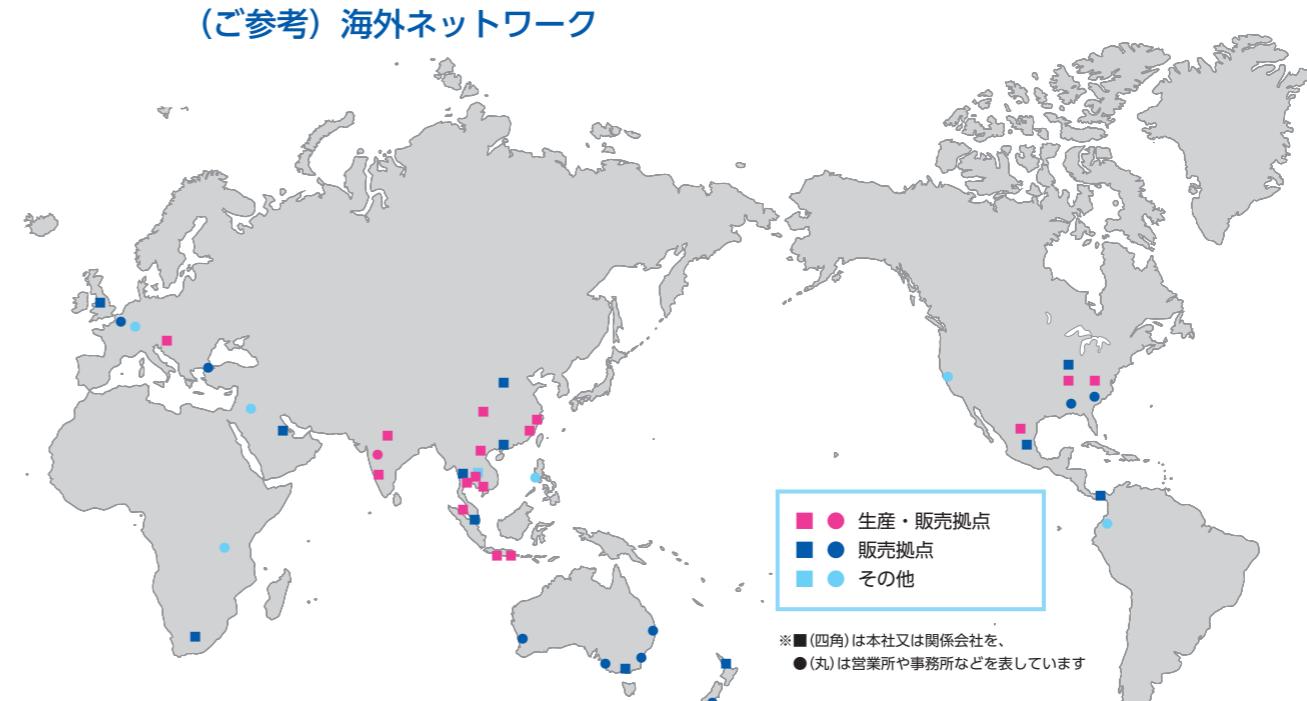 （ご参考）海外ネットワーク
■ ● 生産・販売拠点
■ ● 販売拠点
■ ● その他
※■(四角)は本社又は関係会社を、
●(丸)は営業所や事務所などを表しています